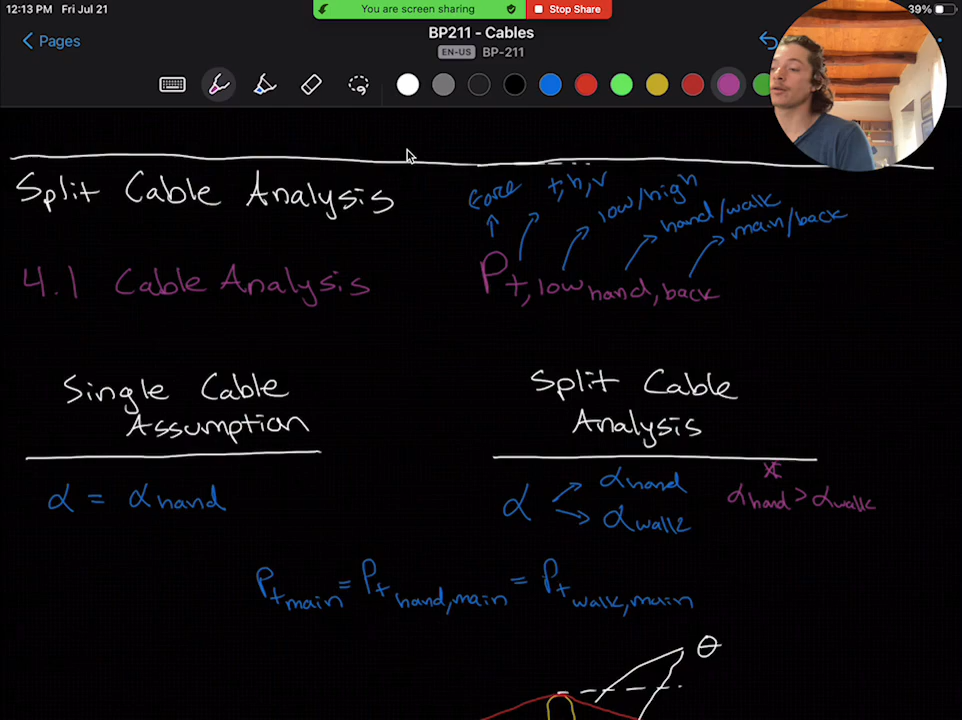 12:13 PM Fri Jul 21
You are screen sharing
Stop Share
39%
Pages
BP211 - Cables
EN-US BP-211
Split Cable Analysis
force
t,h,v
low/high
hand/walk
main/back
4.1 Cable Analysis
Pt,low hand,back
Single Cable
Assumption
Split Cable
Analysis
α = αhand
α
αhand
αwalk
* αhand > αwalk
Pt main = Pt hand,main = Pt walk,main
θ